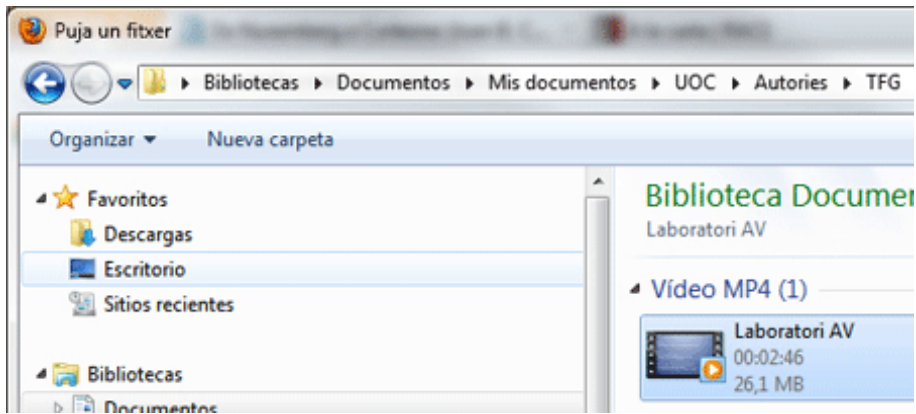 Puja un fitxer
Bibliotecas Documentos Mis documentos UOC Autories TFG
Organizar Nueva carpeta
Favoritos
Descargas
Escritorio
Sitios recientes
Bibliotecas
Documentos
Biblioteca Documen
Laboratori AV
Vídeo MP4 (1)
Laboratori AV
00:02:46
26,1 MB